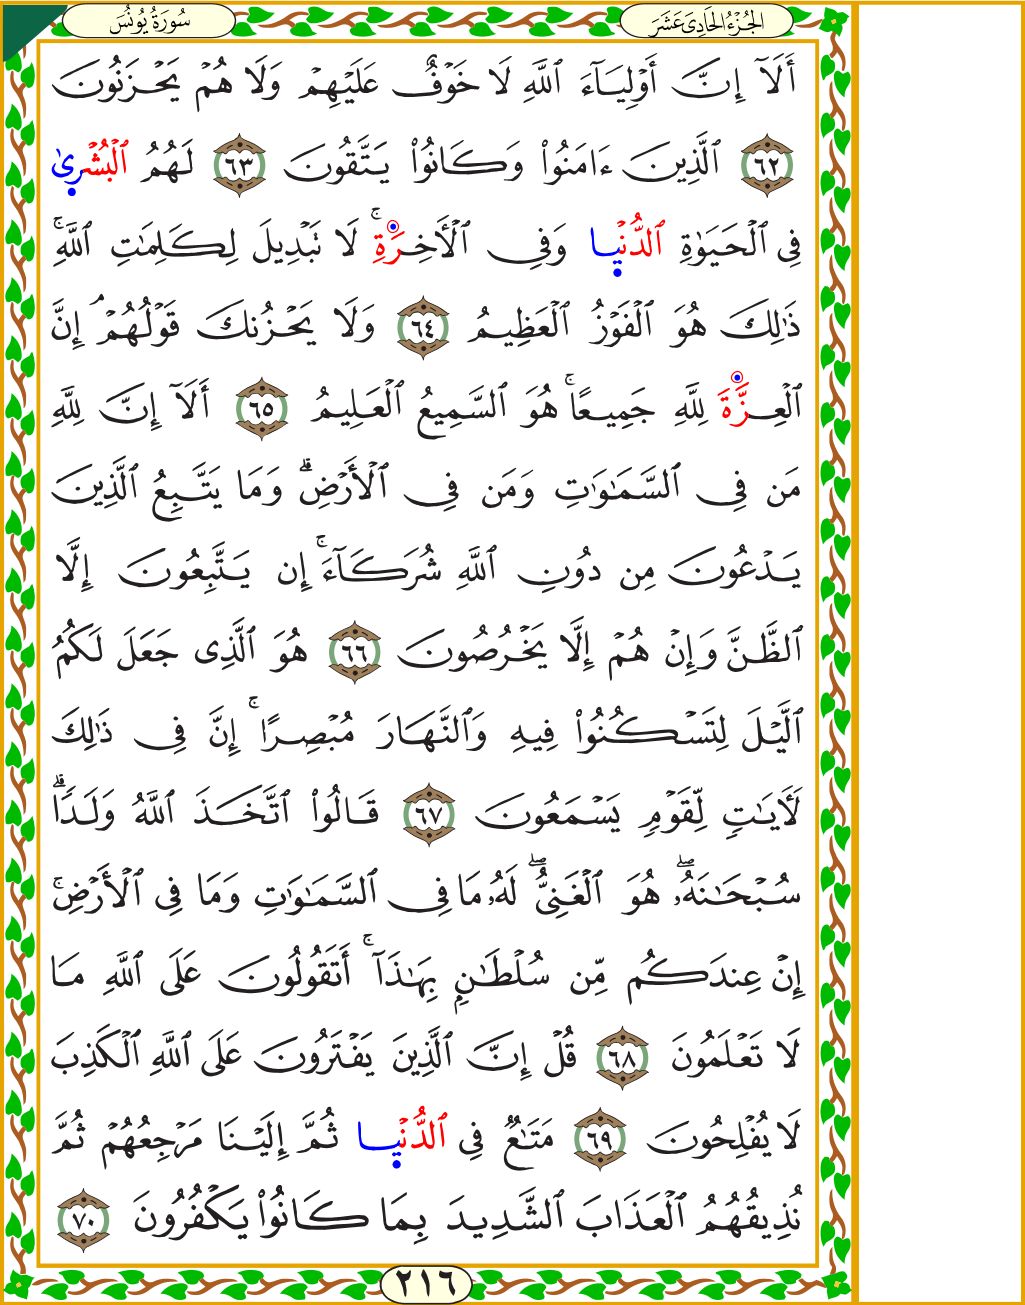 الجُزْءُ الحَادِى عَشَرَ
سُورَةُ يُونُسَ
أَلَآ إِنَّ أَوْلِيَآءَ ٱللَّهِ لَا خَوْفٌ عَلَيْهِمْ وَلَا هُمْ يَحْزَنُونَ
٦٢ ٱلَّذِينَ ءَامَنُوا۟ وَكَانُوا۟ يَتَّقُونَ ٦٣ لَهُمُ ٱلْبُشْرِىٰ
فِى ٱلْحَيَوٰةِ ٱلدُّنْيِا وَفِى ٱلْأَخِرَةِ ۚ لَا تَبْدِيلَ لِكَلِمَٰتِ ٱللَّهِ ۚ
ذَٰلِكَ هُوَ ٱلْفَوْزُ ٱلْعَظِيمُ ٦٤ وَلَا يَحْزُنكَ قَوْلُهُمْ ۘ إِنَّ
ٱلْعِزَّةَ لِلَّهِ جَمِيعًا ۚ هُوَ ٱلسَّمِيعُ ٱلْعَلِيمُ ٦٥ أَلَآ إِنَّ لِلَّهِ
مَن فِى ٱلسَّمَٰوَٰتِ وَمَن فِى ٱلْأَرْضِ ۗ وَمَا يَتَّبِعُ ٱلَّذِينَ
يَدْعُونَ مِن دُونِ ٱللَّهِ شُرَكَآءَ ۚ إِن يَتَّبِعُونَ إِلَّا
ٱلظَّنَّ وَإِنْ هُمْ إِلَّا يَخْرُصُونَ ٦٦ هُوَ ٱلَّذِى جَعَلَ لَكُمُ
ٱلَّيْلَ لِتَسْكُنُوا۟ فِيهِ وَٱلنَّهَارَ مُبْصِرًا ۚ إِنَّ فِى ذَٰلِكَ
لَأَيَٰتٍ لِّقَوْمٍ يَسْمَعُونَ ٦٧ قَالُوا۟ ٱتَّخَذَ ٱللَّهُ وَلَدًا ۗ
سُبْحَٰنَهُۥ ۖ هُوَ ٱلْغَنِىُّ ۖ لَهُۥ مَا فِى ٱلسَّمَٰوَٰتِ وَمَا فِى ٱلْأَرْضِ ۚ
إِنْ عِندَكُم مِّن سُلْطَٰنٍۭ بِهَٰذَآ ۚ أَتَقُولُونَ عَلَى ٱللَّهِ مَا
لَا تَعْلَمُونَ ٦٨ قُلْ إِنَّ ٱلَّذِينَ يَفْتَرُونَ عَلَى ٱللَّهِ ٱلْكَذِبَ
لَا يُفْلِحُونَ ٦٩ مَتَٰعٌ فِى ٱلدُّنْيِا ثُمَّ إِلَيْنَا مَرْجِعُهُمْ ثُمَّ
نُذِيقُهُمُ ٱلْعَذَابَ ٱلشَّدِيدَ بِمَا كَانُوا۟ يَكْفُرُونَ ٧٠
٢١٦